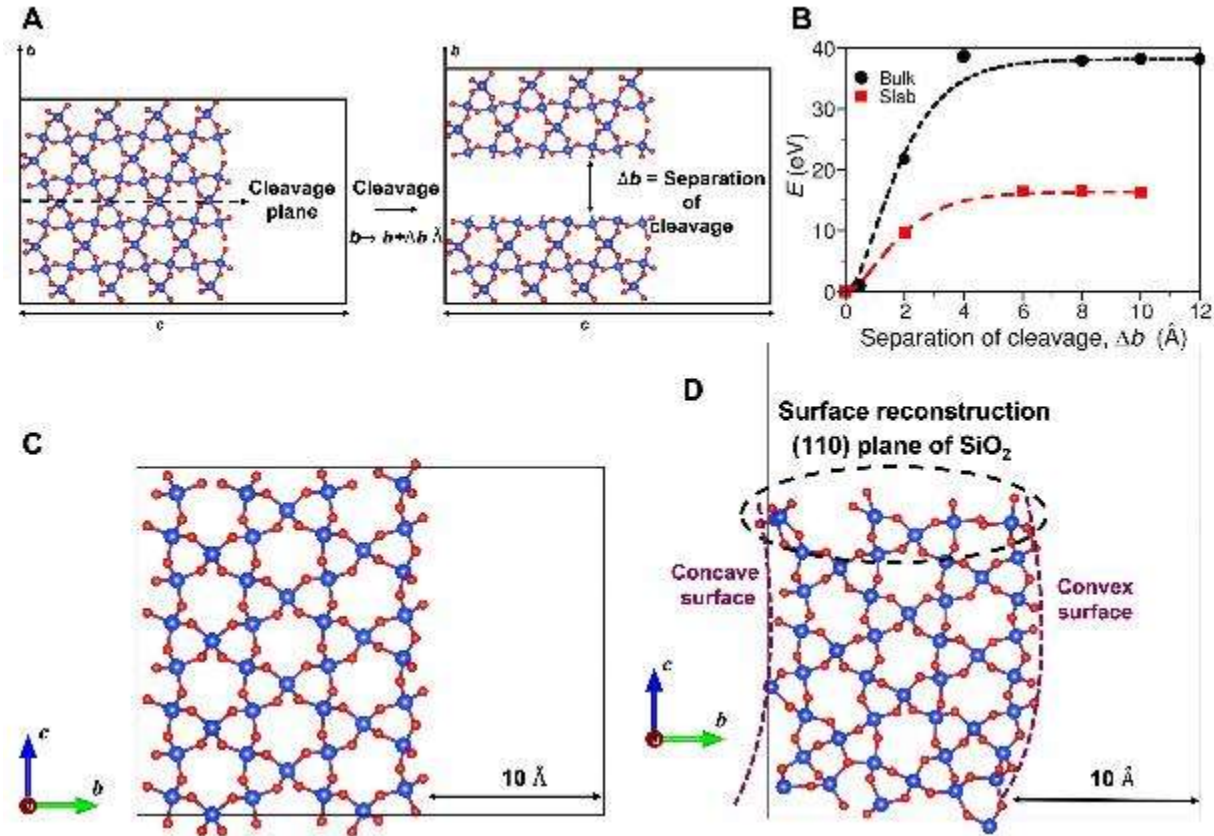 A
b
Cleavage
plane
c
Cleavage
b→ b+Δb Å
b
Δb = Separation
of
cleavage
c
B
40
30
20
10
0
E (eV)
Bulk
Slab
0 2 4 6 8 10 12
Separation of cleavage, Δb (Å)
C
c
b
10 Å
D
Surface reconstruction
(110) plane of SiO₂
Concave
surface
Convex
surface
c
b
10 Å